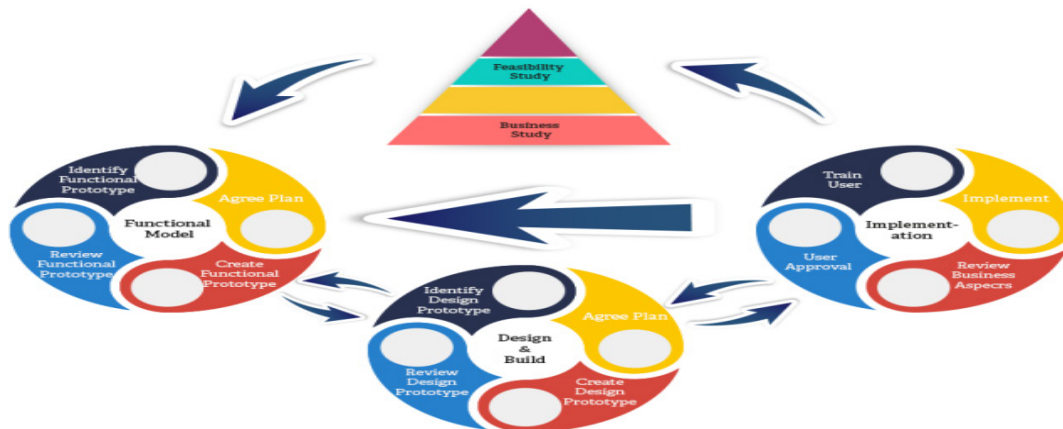 Feasibility
Study
Business
Study
Identify
Functional
Prototype
Agree Plan
Functional
Model
Review
Functional
Prototype
Create
Functional
Prototype
Identify
Design
Prototype
Agree Plan
Design
&
Build
Review
Design
Prototype
Create
Design
Prototype
Train
User
Implement
Implement-
ation
User
Approval
Review
Business
Aspecrs